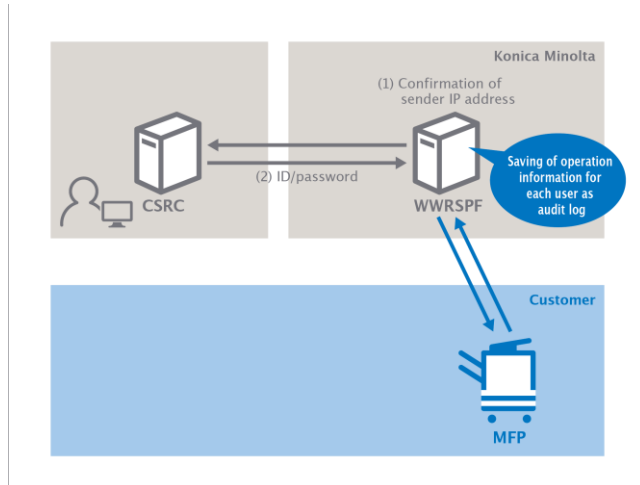 Konica Minolta
(1) Confirmation of
sender IP address
(2) ID/password
CSRC
WWRSPF
Saving of operation
information for
each user as
audit log
Customer
MFP